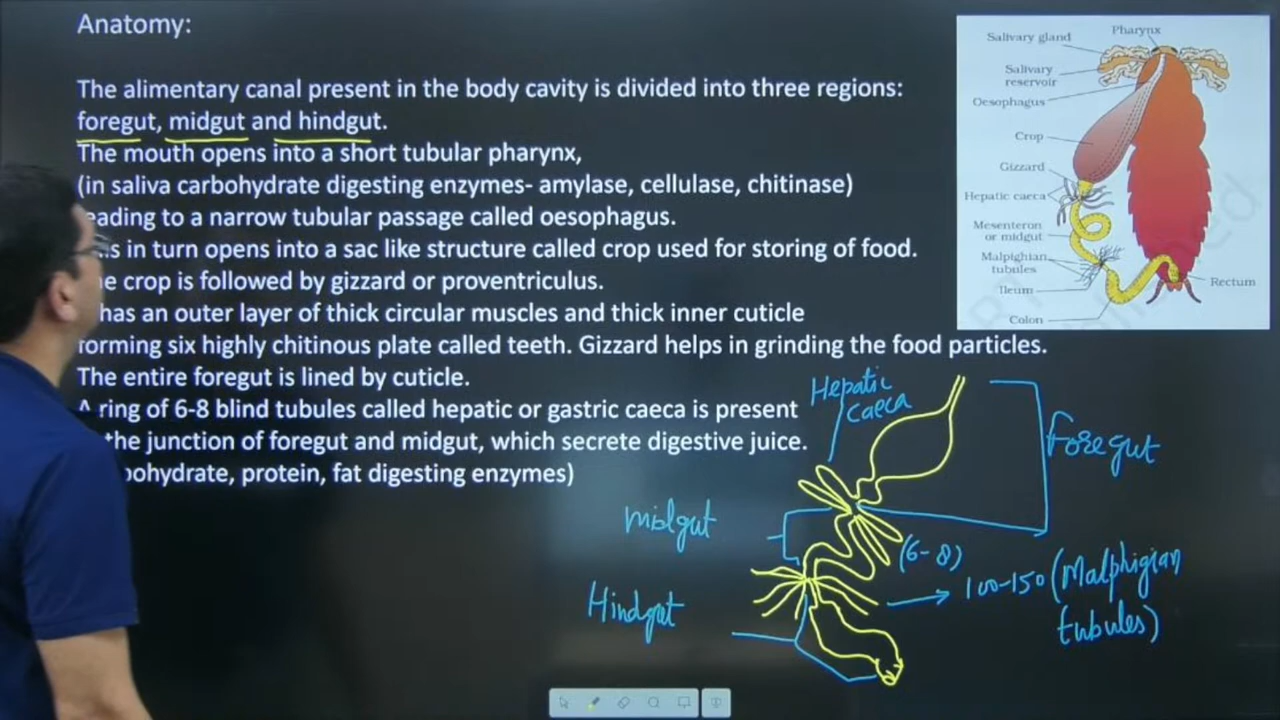 Anatomy:
The alimentary canal present in the body cavity is divided into three regions:
foregut, midgut and hindgut.
The mouth opens into a short tubular pharynx,
(in saliva carbohydrate digesting enzymes- amylase, cellulase, chitinase)
eading to a narrow tubular passage called oesophagus.
s in turn opens into a sac like structure called crop used for storing of food.
e crop is followed by gizzard or proventriculus.
has an outer layer of thick circular muscles and thick inner cuticle
forming six highly chitinous plate called teeth. Gizzard helps in grinding the food particles.
The entire foregut is lined by cuticle.
A ring of 6-8 blind tubules called hepatic or gastric caeca is present
the junction of foregut and midgut, which secrete digestive juice.
bohydrate, protein, fat digesting enzymes)
Pharynx
Salivary gland
Salivary
reservoir
Oesophagus
Crop
Gizzard
Hepatic caeca
Mesenteron
or midgut
Malpighian
tubules
Ileum
Colon
Rectum
Hepatic
Caeca
Foregut
midgut
(6-8)
Hindgut
100-150 (Malphigian
tubules)